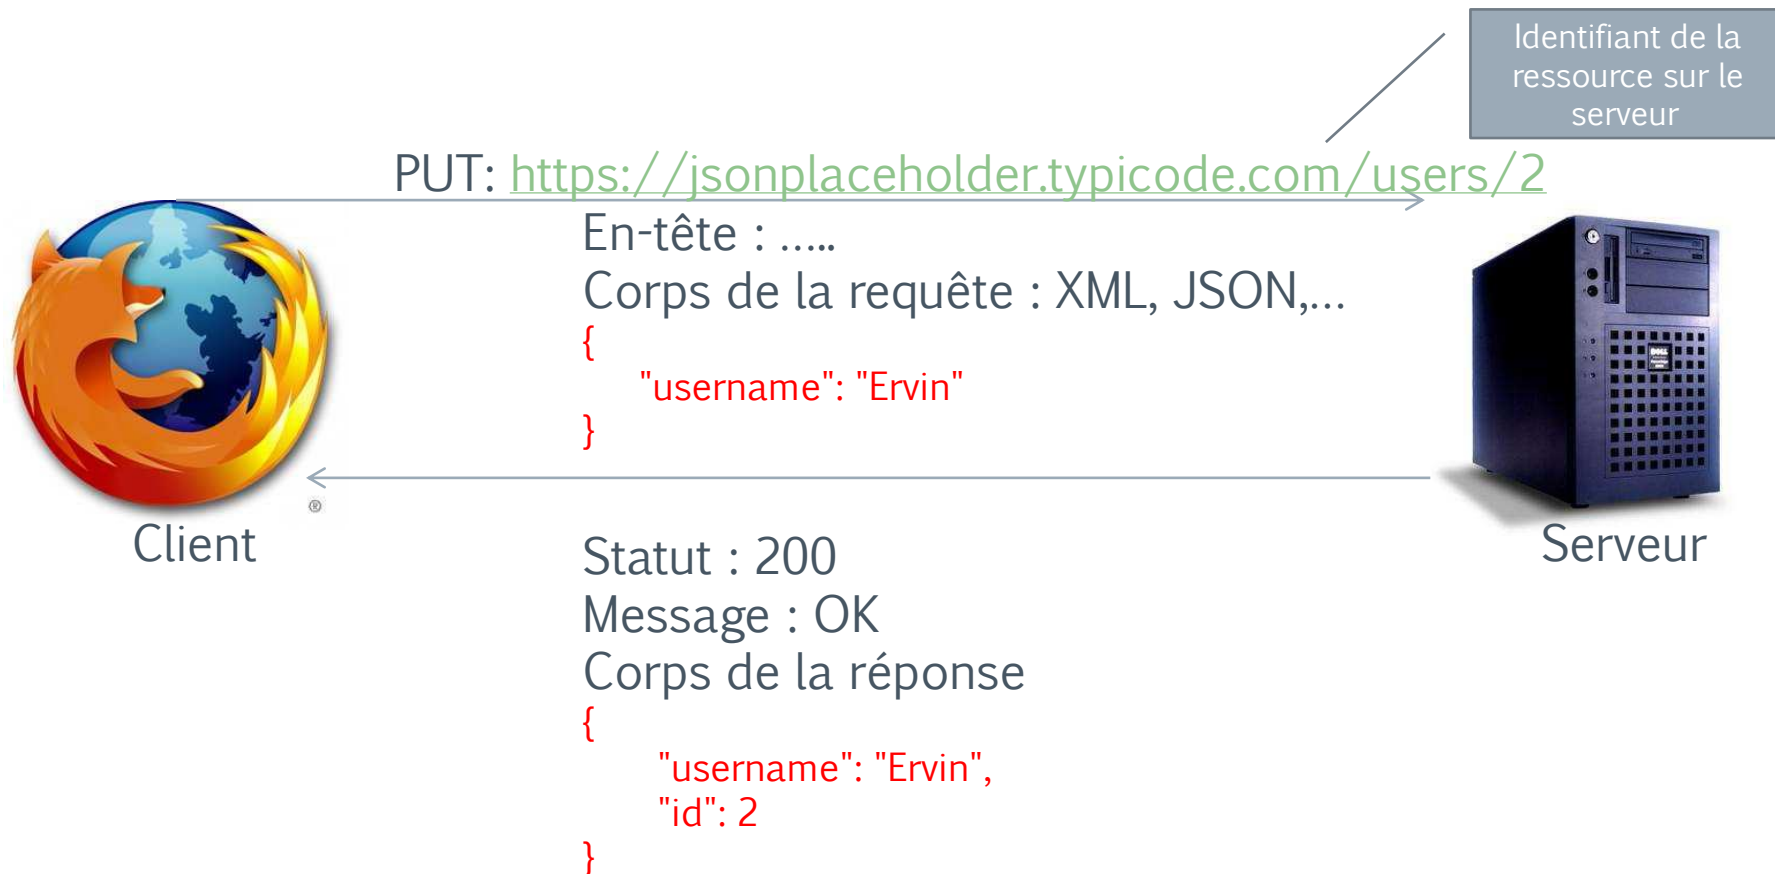 Identifiant de la
ressource sur le
serveur
PUT: https://jsonplaceholder.typicode.com/users/2
En-tête : .....
Corps de la requête : XML, JSON,...
{
"username": "Ervin"
}
Client
Serveur
Statut : 200
Message : OK
Corps de la réponse
{
"username": "Ervin",
"id": 2
}
®
DELL